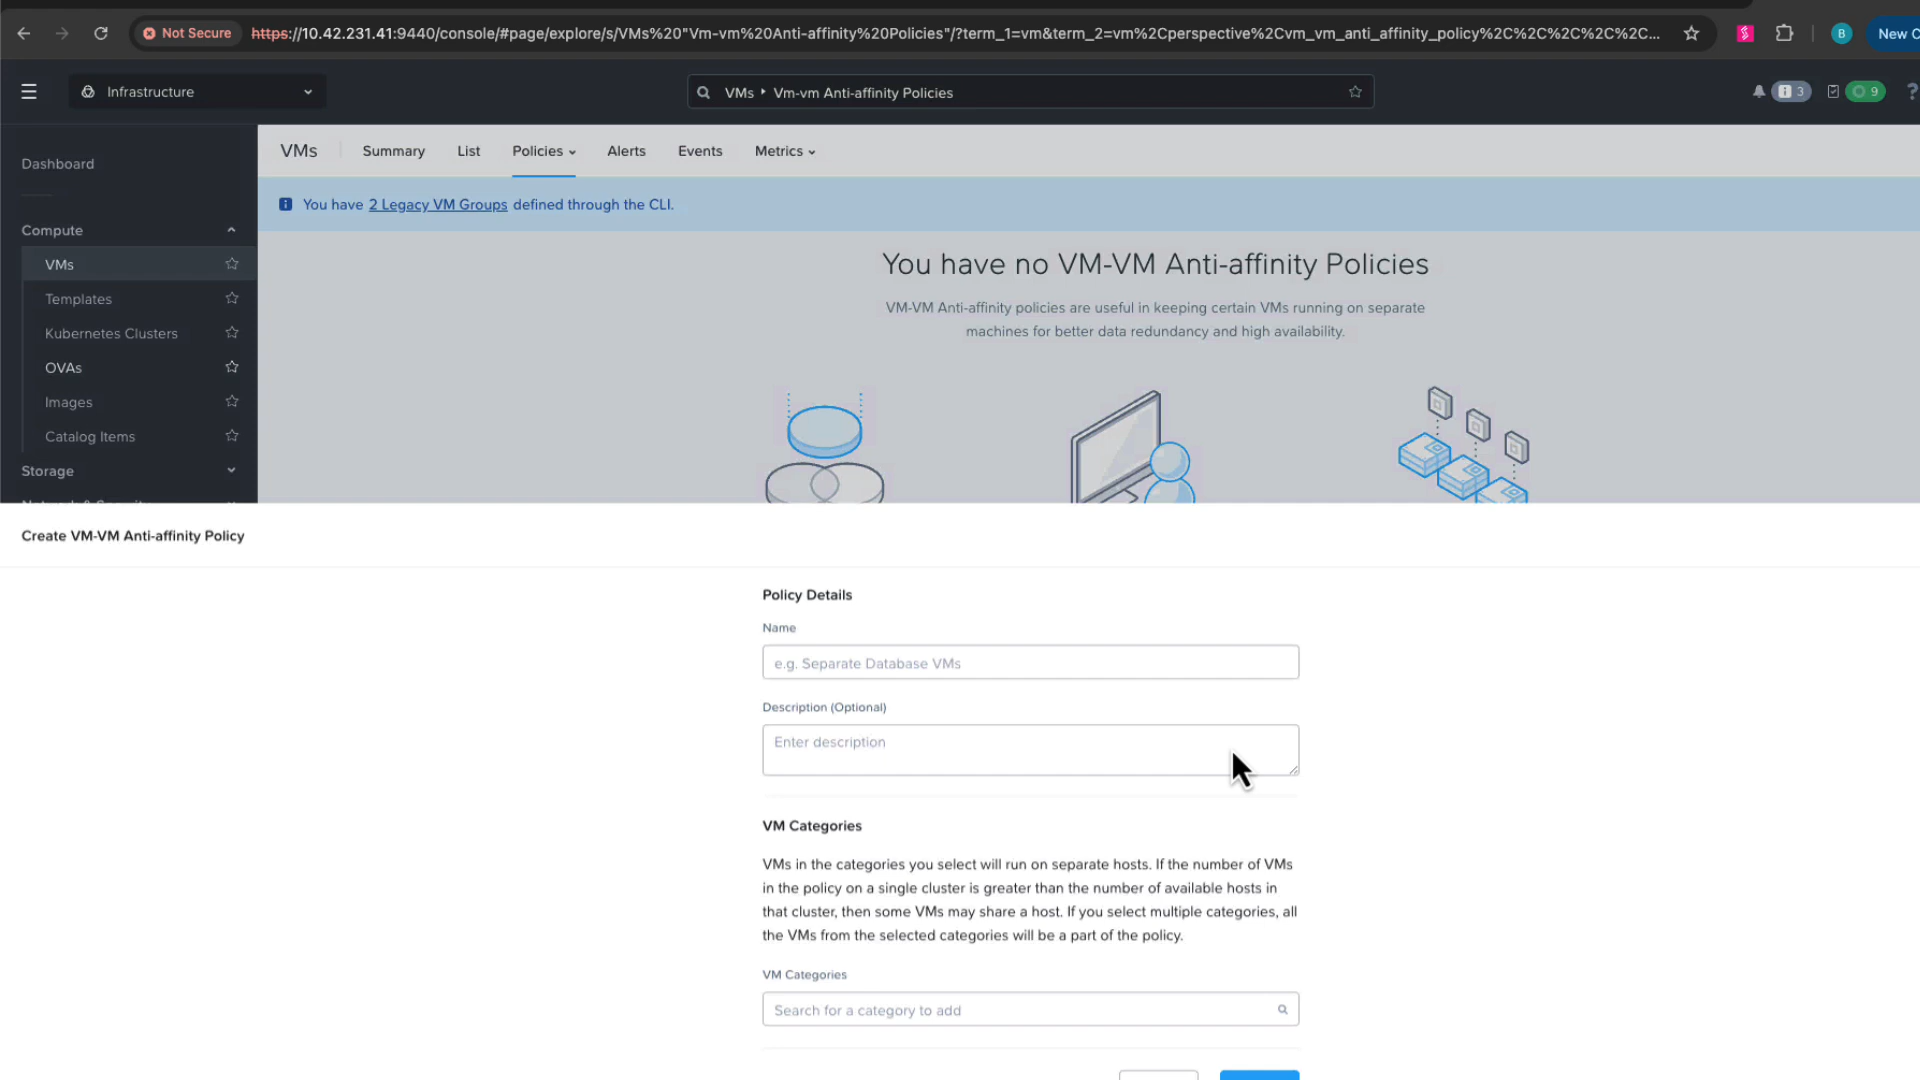 Not Secure https://10.42.231.41:9440/console/#page/explore/s/VMs%20"Vm-vm%20Anti-affinity%20Policies"/?term_1=vm&term_2=vm%2Cperspective%2Cvm_vm_anti_affinity_policy%2C%2C%2C%2C%2C... B New C
Infrastructure
VMs Vm-vm Anti-affinity Policies
3 9 ?
Dashboard
Compute
VMs
Templates
Kubernetes Clusters
OVAs
Images
Catalog Items
Storage
VMs Summary List Policies Alerts Events Metrics
You have 2 Legacy VM Groups defined through the CLI.
You have no VM-VM Anti-affinity Policies
VM-VM Anti-affinity policies are useful in keeping certain VMs running on separate
machines for better data redundancy and high availability.
Create VM-VM Anti-affinity Policy
Policy Details
Name
e.g. Separate Database VMs
Description (Optional)
Enter description
VM Categories
VMs in the categories you select will run on separate hosts. If the number of VMs
in the policy on a single cluster is greater than the number of available hosts in
that cluster, then some VMs may share a host. If you select multiple categories, all
the VMs from the selected categories will be a part of the policy.
VM Categories
Search for a category to add